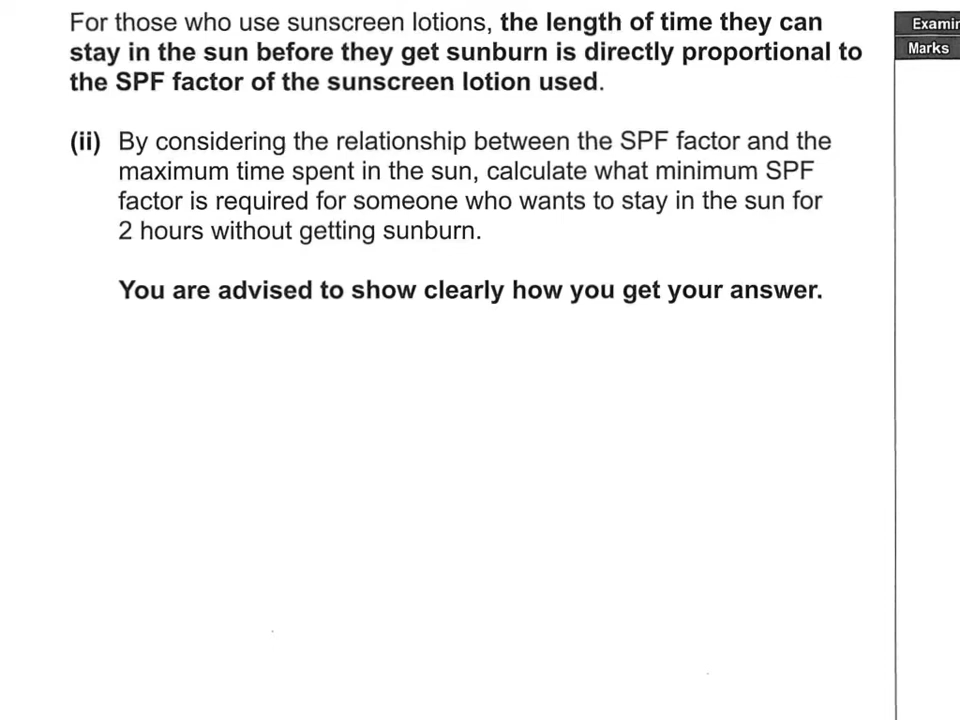 For those who use sunscreen lotions, the length of time they can
stay in the sun before they get sunburn is directly proportional to
the SPF factor of the sunscreen lotion used.
(ii) By considering the relationship between the SPF factor and the
maximum time spent in the sun, calculate what minimum SPF
factor is required for someone who wants to stay in the sun for
2 hours without getting sunburn.
You are advised to show clearly how you get your answer.
Examin
Marks